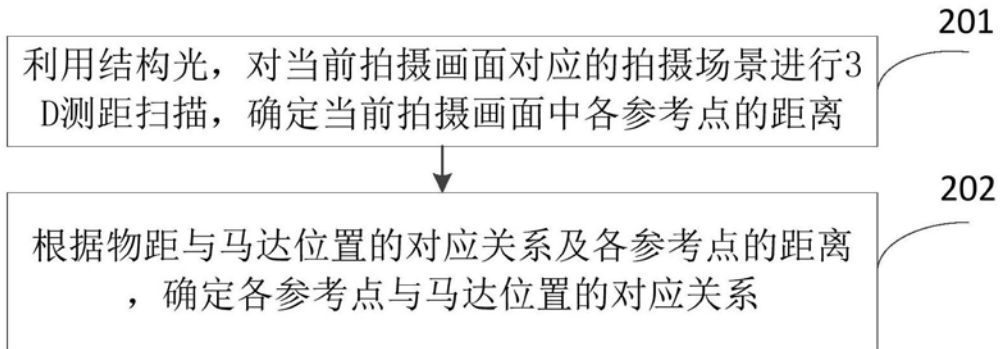 201
利用结构光，对当前拍摄画面对应的拍摄场景进行3
D测距扫描，确定当前拍摄画面中各参考点的距离
202
根据物距与马达位置的对应关系及各参考点的距离
，确定各参考点与马达位置的对应关系